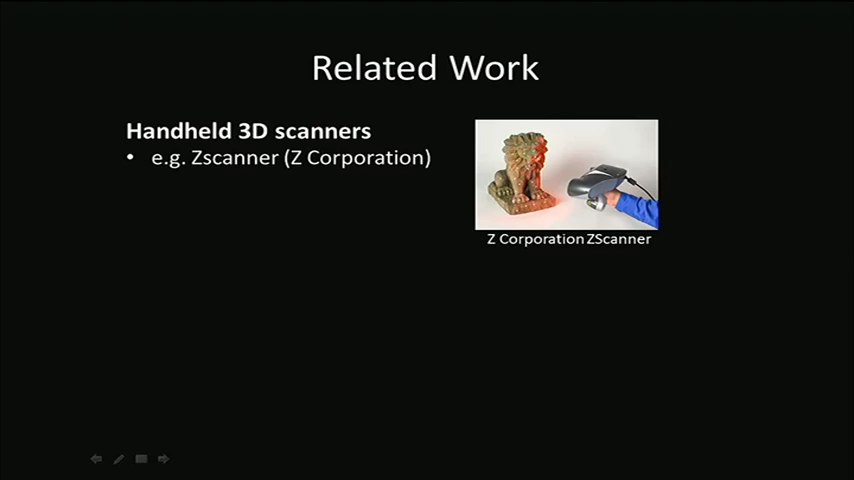 Related Work
Handheld 3D scanners
• e.g. Zscanner (Z Corporation)
Z Corporation ZScanner